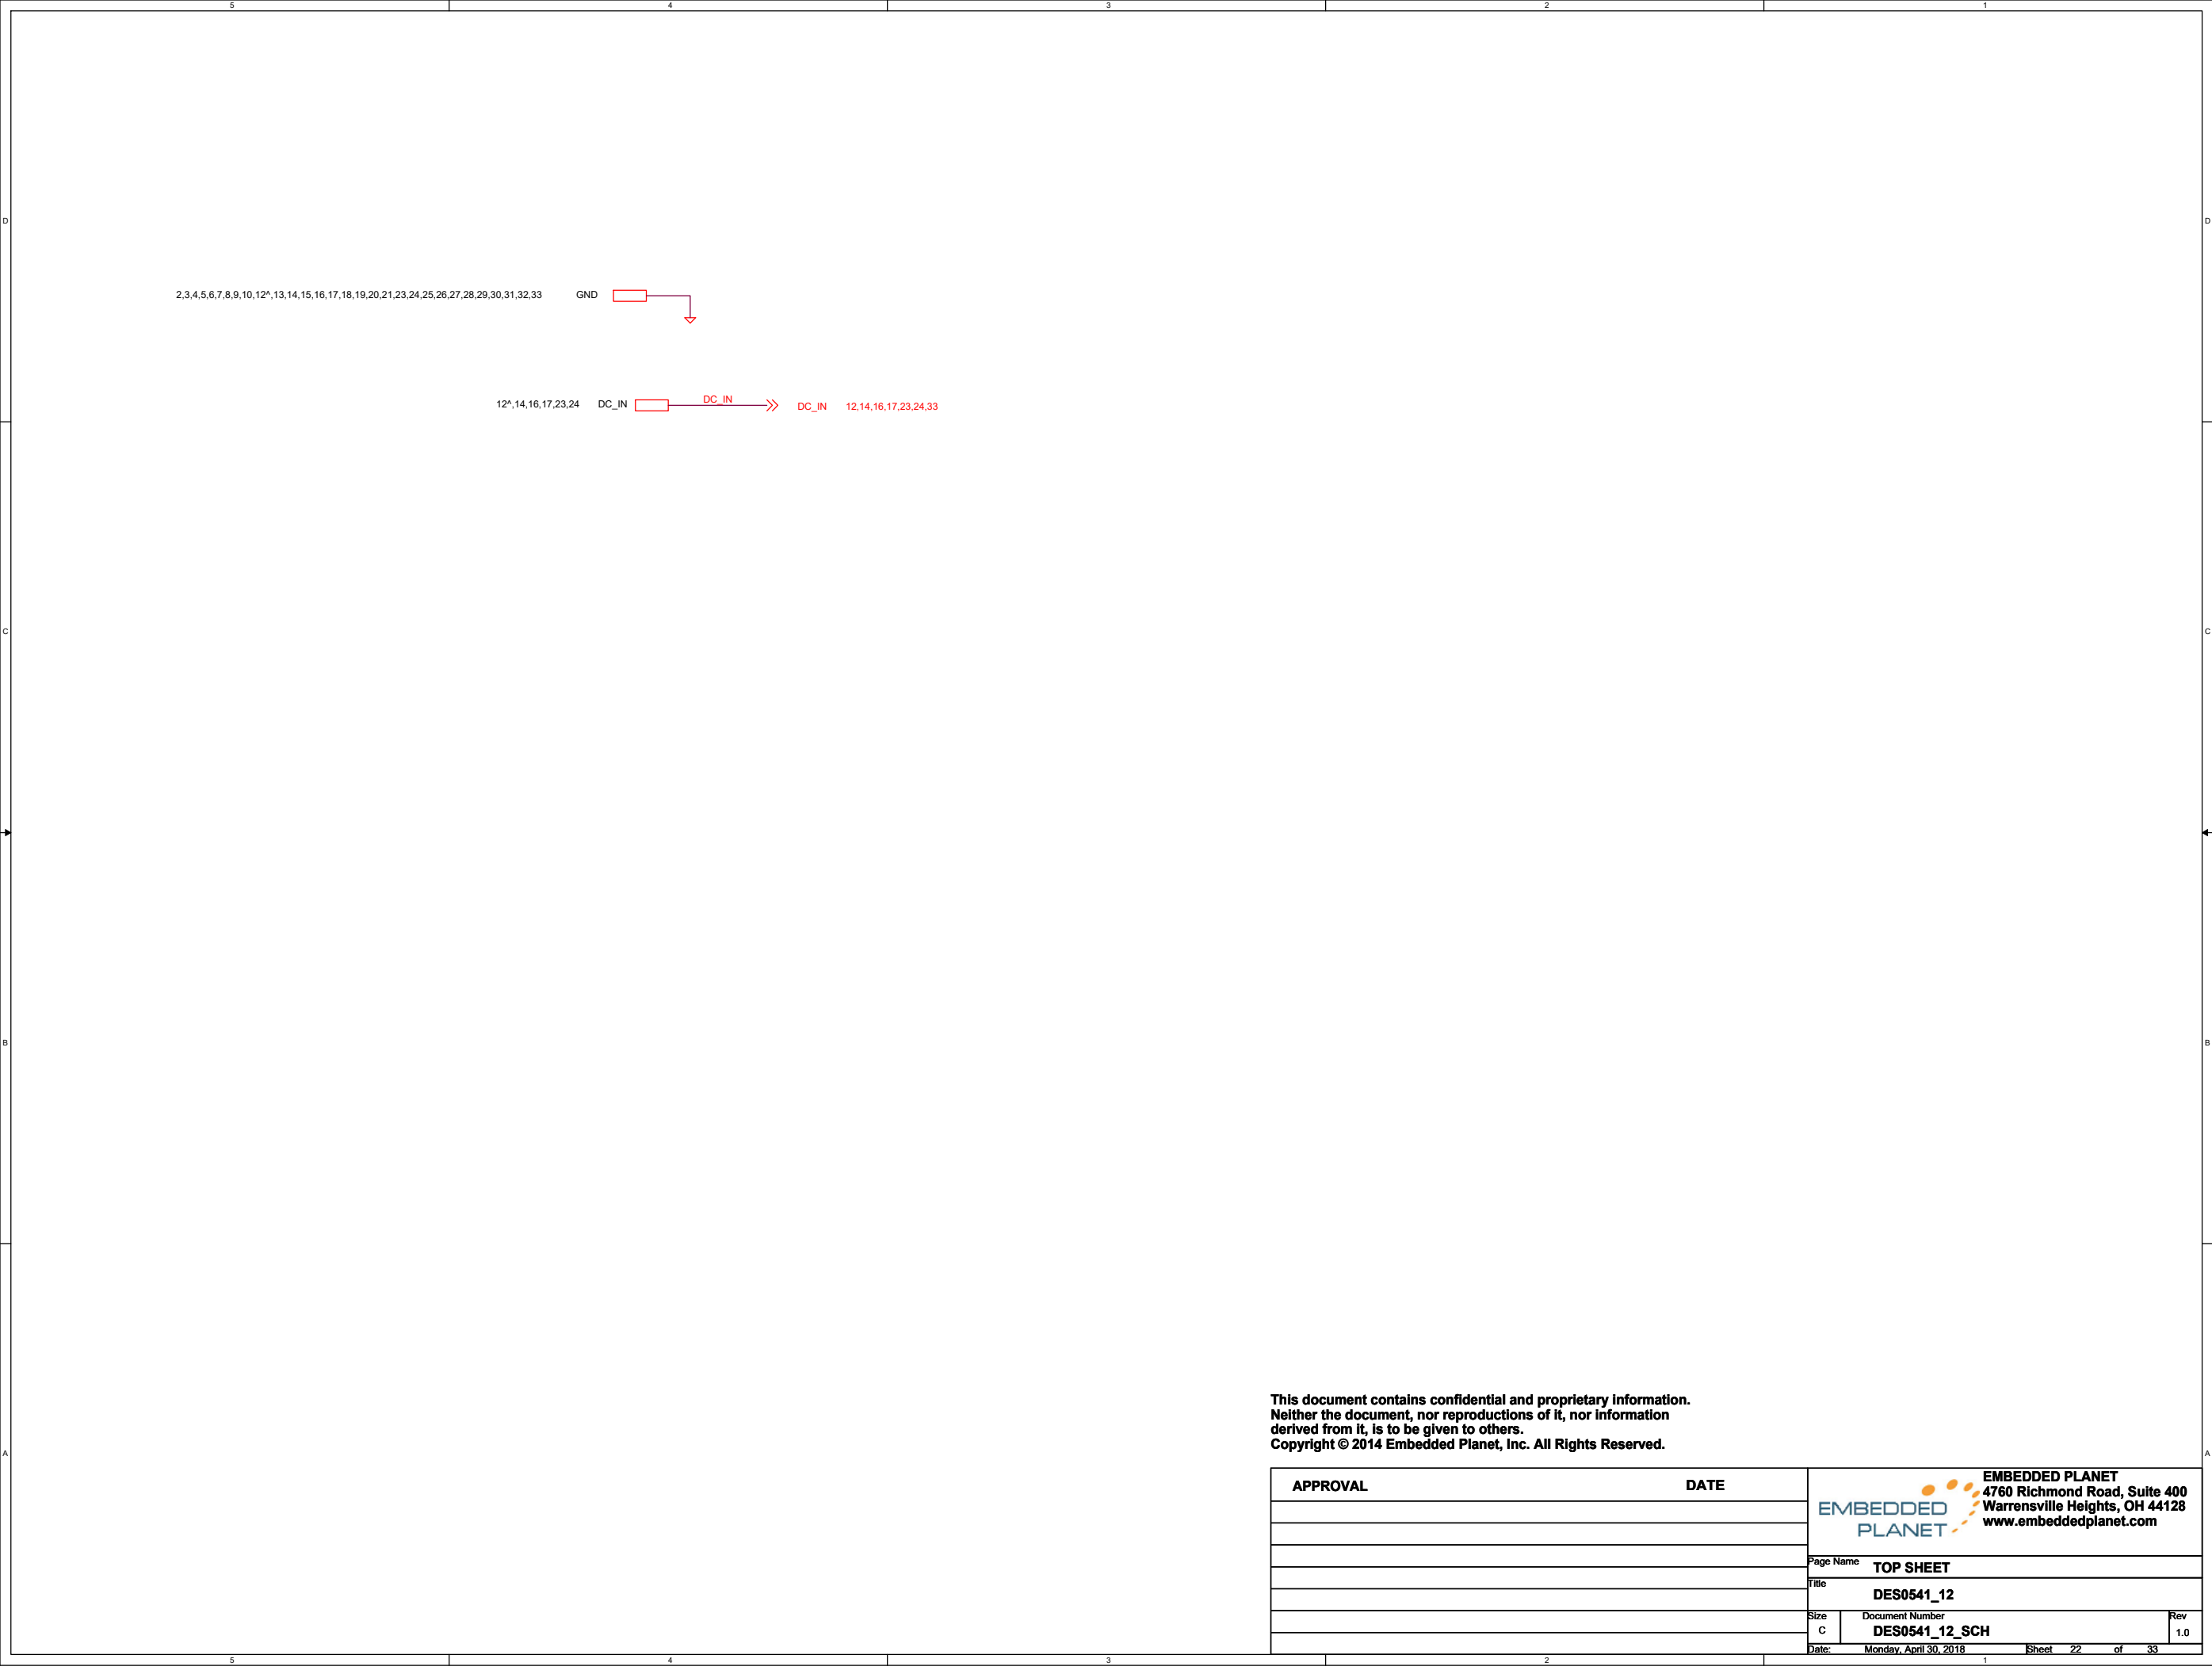 5 4 3 2 1
D D
2,3,4,5,6,7,8,9,10,12^,13,14,15,16,17,18,19,20,21,23,24,25,26,27,28,29,30,31,32,33 GND
12^,14,16,17,23,24 DC_IN DC_IN DC_IN 12,14,16,17,23,24,33
C C
B B
This document contains confidential and proprietary information.
Neither the document, nor reproductions of it, nor information
derived from it, is to be given to others.
Copyright © 2014 Embedded Planet, Inc. All Rights Reserved.
A A
APPROVAL DATE
EMBEDDED
PLANET
EMBEDDED PLANET
4760 Richmond Road, Suite 400
Warrensville Heights, OH 44128
www.embeddedplanet.com
Page Name TOP SHEET
Title
DES0541_12
Size Document Number Rev
C DES0541_12_SCH 1.0
Date: Monday, April 30, 2018 Sheet 22 of 33
5 4 3 2 1